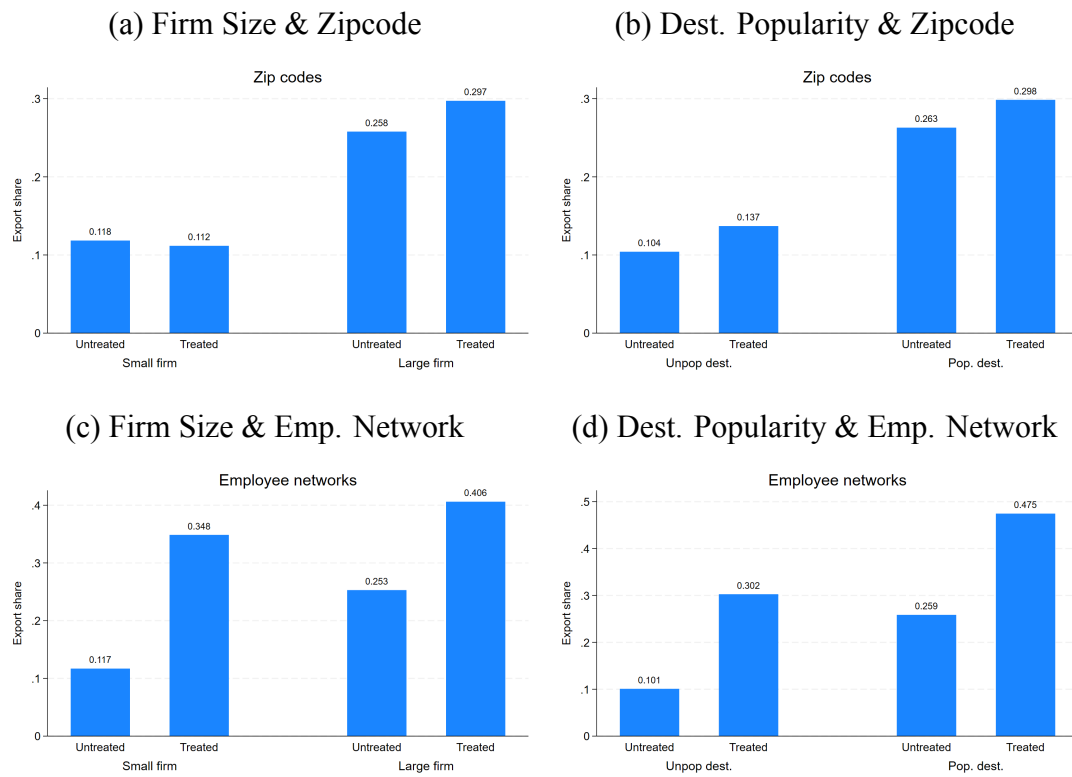 (a) Firm Size & Zipcode
Zip codes
Export share
.3
.2
.1
0
0.118
0.112
0.258
0.297
Untreated Treated Untreated Treated
Small firm Large firm
(b) Dest. Popularity & Zipcode
Zip codes
Export share
.3
.2
.1
0
0.104
0.137
0.263
0.298
Untreated Treated Untreated Treated
Unpop dest. Pop. dest.
(c) Firm Size & Emp. Network
Employee networks
Export share
.4
.3
.2
.1
0
0.117
0.348
0.253
0.406
Untreated Treated Untreated Treated
Small firm Large firm
(d) Dest. Popularity & Emp. Network
Employee networks
Export share
.5
.4
.3
.2
.1
0
0.101
0.302
0.259
0.475
Untreated Treated Untreated Treated
Unpop dest. Pop. dest.